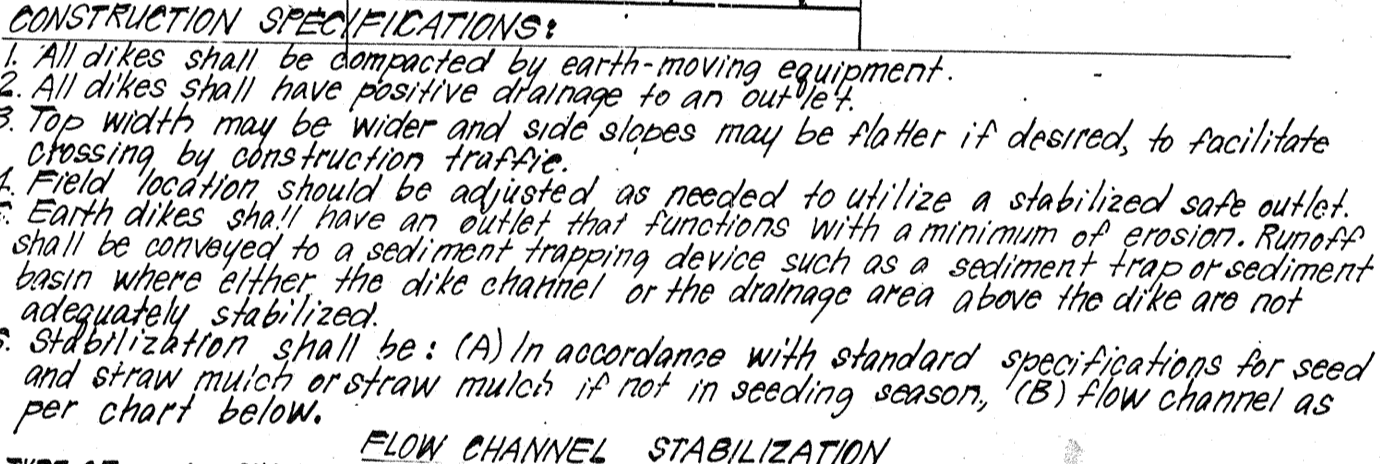 CONSTRUCTION SPECIFICATIONS:
1. All dikes shall be compacted by earth-moving equipment.
2. All dikes shall have positive drainage to an outlet.
3. Top width may be wider and side slopes may be flatter if desired, to facilitate
crossing by construction traffic.
4. Field location should be adjusted as needed to utilize a stabilized safe outlet.
5. Earth dikes shall have an outlet that functions with a minimum of erosion. Runoff
shall be conveyed to a sediment trapping device such as a sediment trap or sediment
basin where either the dike channel or the drainage area above the dike are not
adequately stabilized.
6. Stabilization shall be: (A) In accordance with standard specifications for seed
and straw mulch or straw mulch if not in seeding season, (B) flow channel as
per chart below.
FLOW CHANNEL STABILIZATION